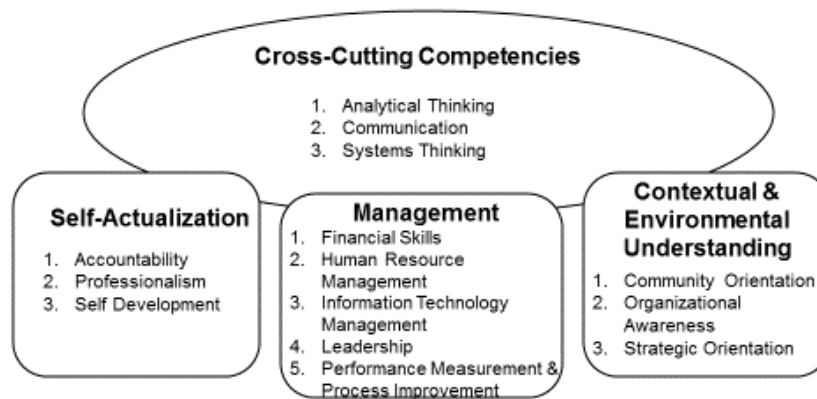 Cross-Cutting Competencies
1. Analytical Thinking
2. Communication
3. Systems Thinking
Self-Actualization
1. Accountability
2. Professionalism
3. Self Development
Management
1. Financial Skills
2. Human Resource
Management
3. Information Technology
Management
4. Leadership
5. Performance Measurement &
Process Improvement
Contextual &
Environmental
Understanding
1. Community Orientation
2. Organizational
Awareness
3. Strategic Orientation